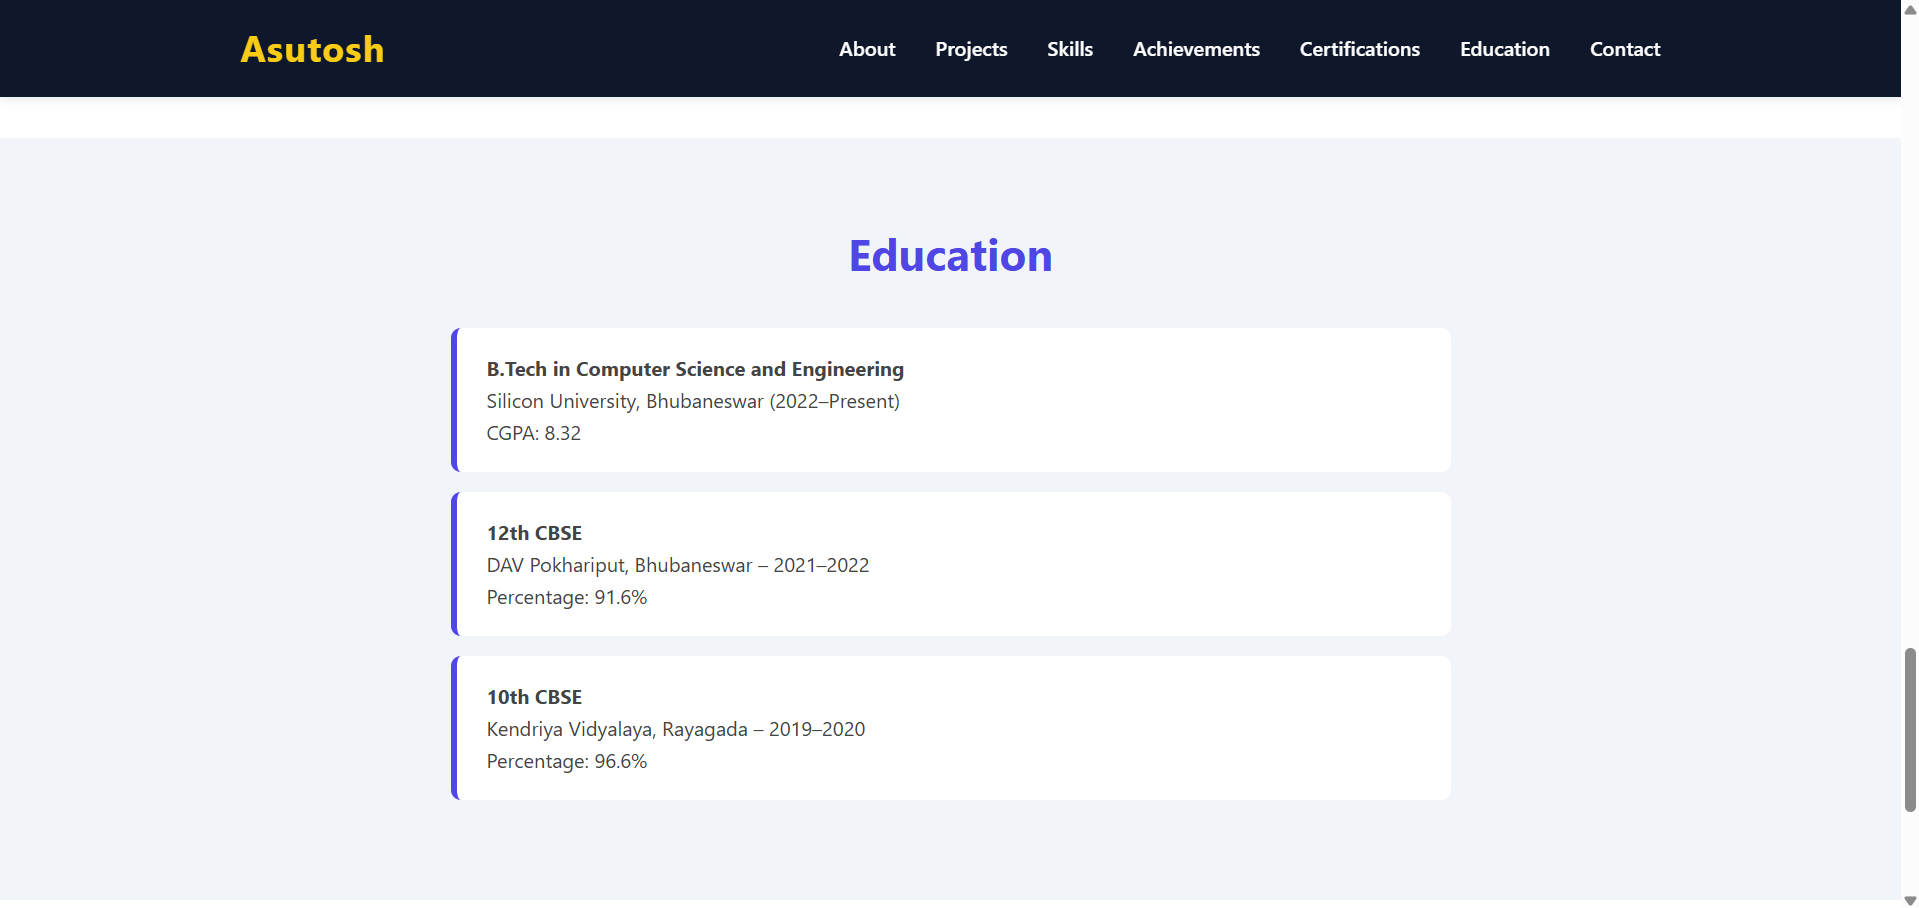 Asutosh
About Projects Skills Achievements Certifications Education Contact
Education
B.Tech in Computer Science and Engineering
Silicon University, Bhubaneswar (2022–Present)
CGPA: 8.32
12th CBSE
DAV Pokhariput, Bhubaneswar – 2021–2022
Percentage: 91.6%
10th CBSE
Kendriya Vidyalaya, Rayagada – 2019–2020
Percentage: 96.6%